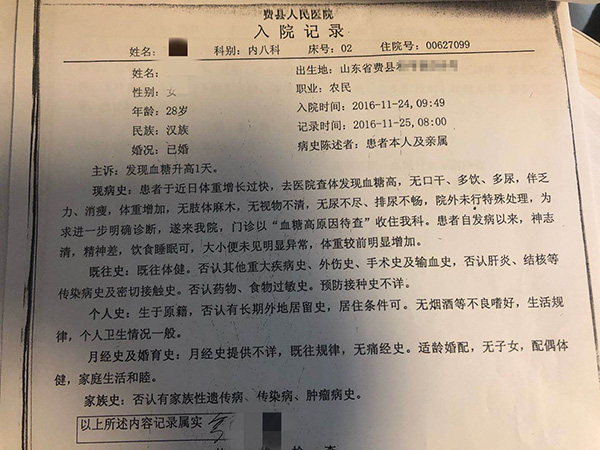 费县人民医院
入院记录
姓名: 科别:内八科 床号:02 住院号:00627099
姓名: 出生地:山东省费县
性别:女 职业:农民
年龄:28岁 入院时间:2016-11-24,09:49
民族:汉族 记录时间:2016-11-25,08:00
婚况:已婚 病史陈述者:患者本人及亲属
主诉:发现血糖升高1天。
现病史:患者于近日体重增长过快,去医院查体发现血糖高,无口干、多饮、多尿,伴乏
力、消瘦,体重增加,无肢体麻木,无视物不清,无尿不尽、排尿不畅,院外未行特殊处理,为
求进一步明确诊断,遂来我院,门诊以“血糖高原因待查”收住我科。患者自发病以来,神志
清,精神差,饮食睡眠可,大小便未见明显异常,体重较前明显增加。
既往史:既往体健。否认其他重大疾病史、外伤史、手术史及输血史,否认肝炎、结核等
传染病史及密切接触史。否认药物、食物过敏史。预防接种史不详。
个人史:生于原籍,否认有长期外地居留史,居住条件可。无烟酒等不良嗜好,生活规
律,个人卫生情况一般。
月经史及婚育史:月经史提供不详,既往规律,无痛经史。适龄婚配,无子女,配偶体
健,家庭生活和睦。
家族史:否认有家族性遗传病、传染病、肿瘤病史。
以上所述内容记录属实